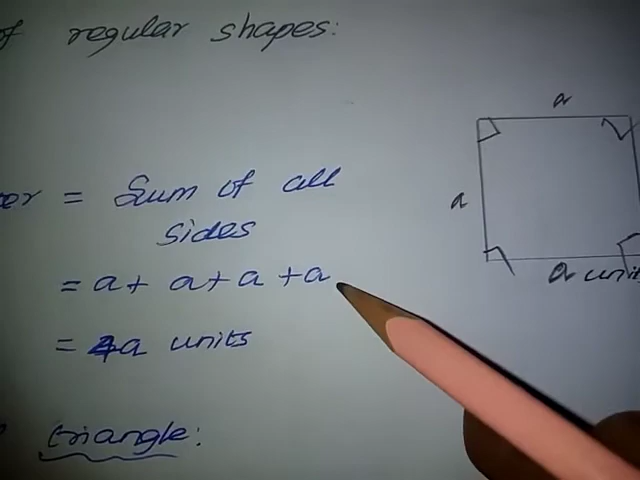 of regular shapes:
a
er = Sum of all
a
sides
= a + a + a + a
a units
= 4a units
triangle: